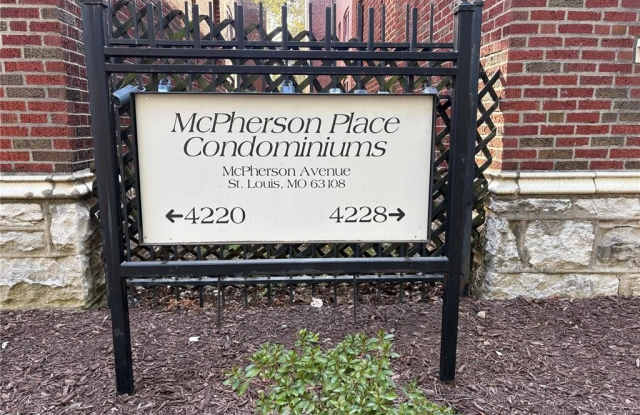 McPherson Place
Condominiums
McPherson Avenue
St. Louis, MO 63108
←4220 4228→